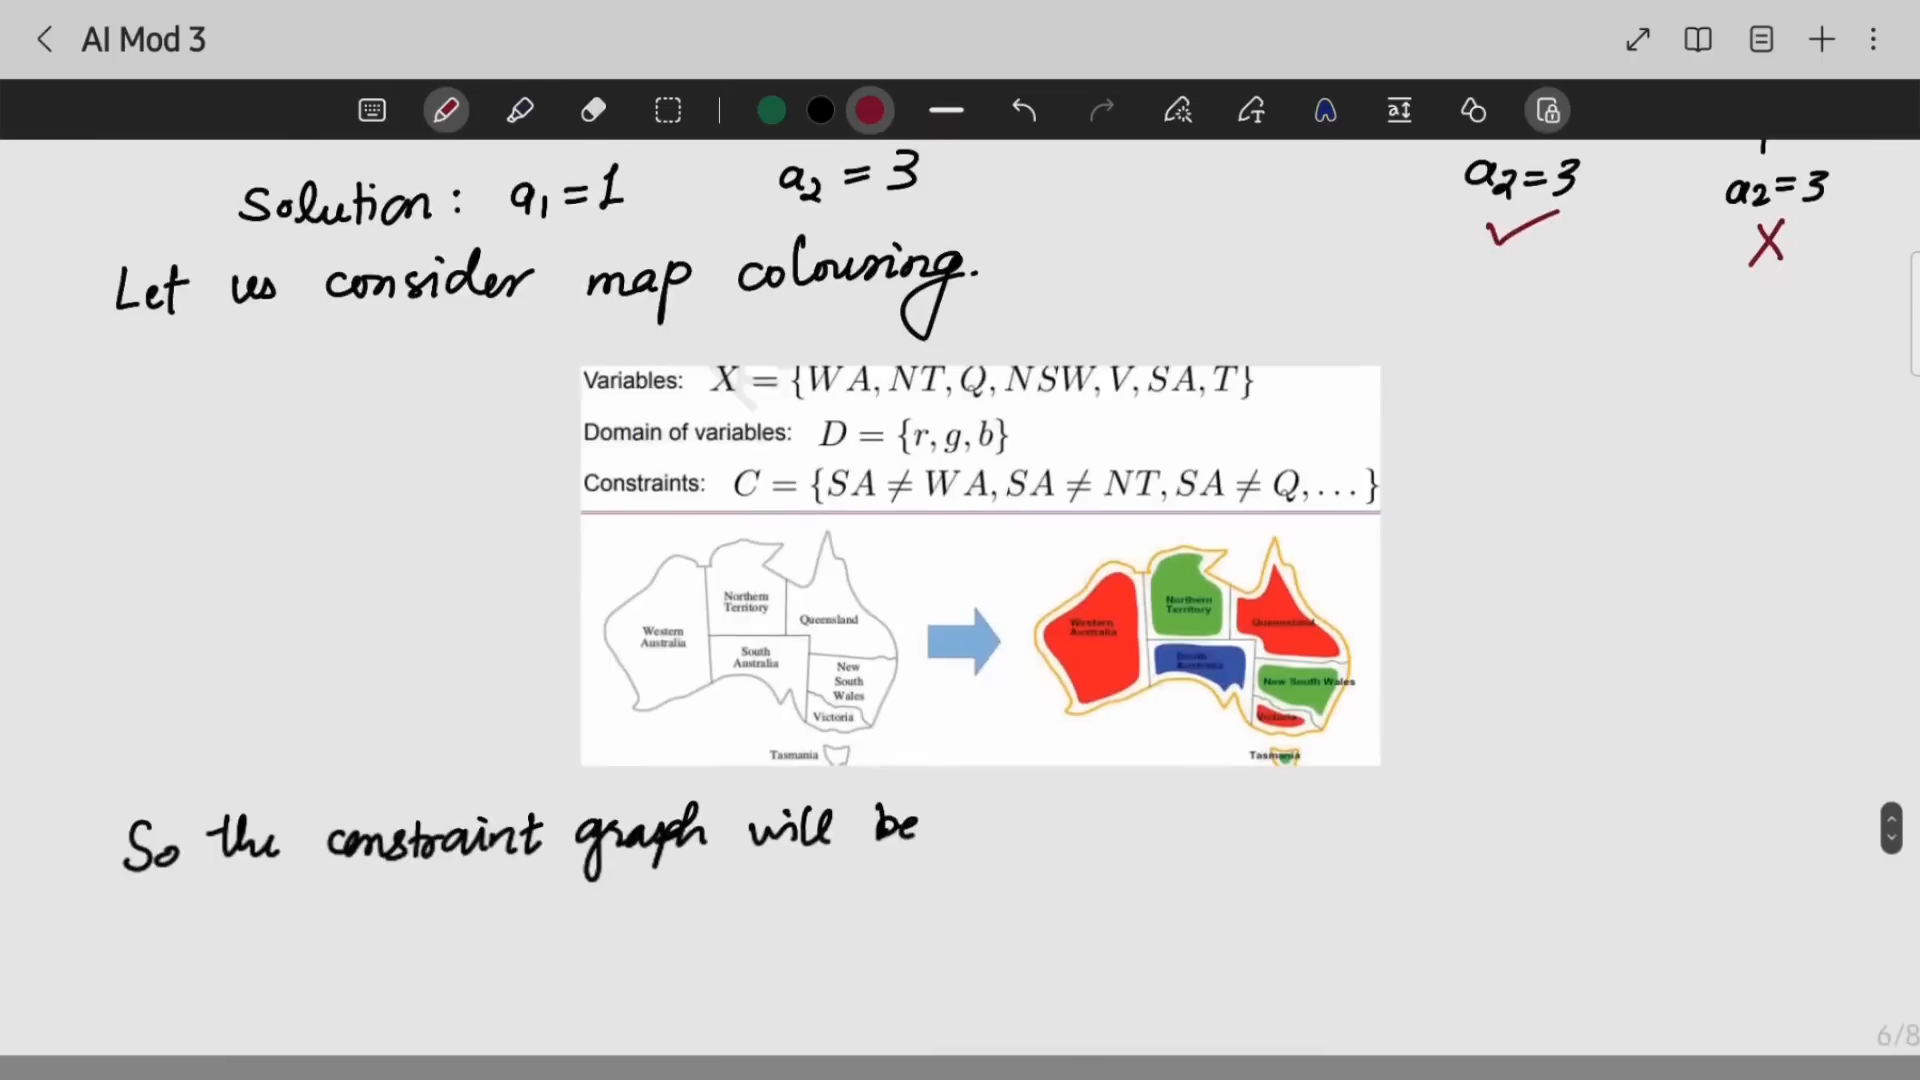 AI Mod 3
Solution: a1 = 1 a2 = 3
a2 = 3
a2 = 3
Let us consider map colouring.
Variables: X = {WA, NT, Q, NSW, V, SA, T}
Domain of variables: D = {r, g, b}
Constraints: C = {SA ≠ WA, SA ≠ NT, SA ≠ Q, . . . }
Northern
Territory
Western
Australia
Queensland
South
Australia
New
South
Wales
Victoria
Tasmania
Northern
Territory
Western
Australia
Queensland
South
Australia
New South Wales
Victoria
Tasmania
So the constraint graph will be
6/8